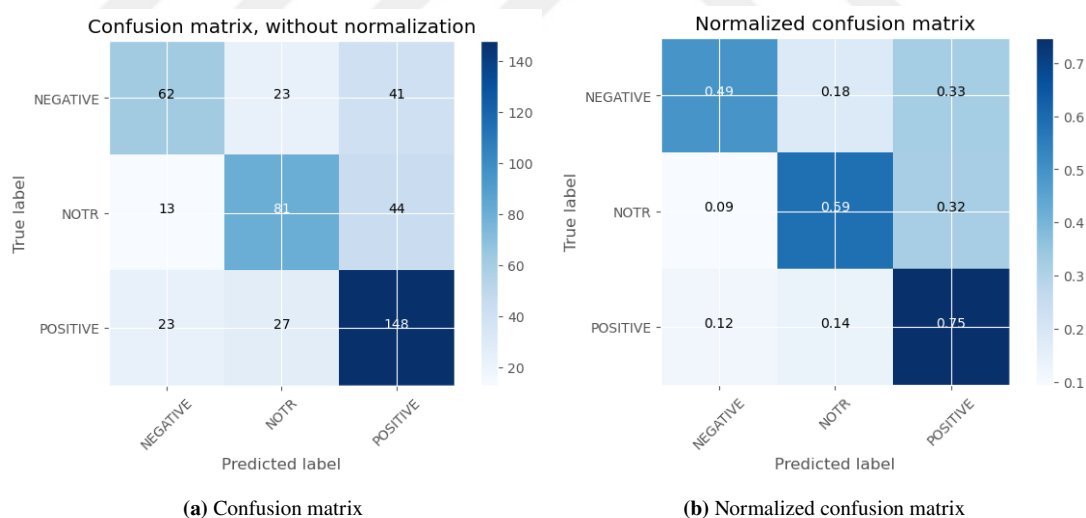 Confusion matrix, without normalization
NEGATIVE
NOTR
POSITIVE
True label
62 23 41
13 81 44
23 27 148
NEGATIVE
NOTR
POSITIVE
Predicted label
140
120
100
80
60
40
20
(a) Confusion matrix
Normalized confusion matrix
NEGATIVE
NOTR
POSITIVE
True label
0.49 0.18 0.33
0.09 0.59 0.32
0.12 0.14 0.75
NEGATIVE
NOTR
POSITIVE
Predicted label
0.7
0.6
0.5
0.4
0.3
0.2
0.1
(b) Normalized confusion matrix